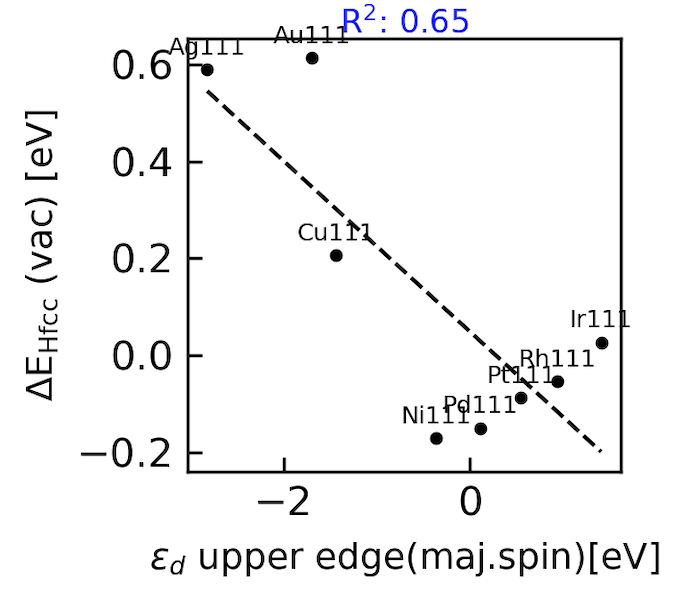 R²: 0.65
Au111
Ag111
0.6
0.4
Cu111
0.2
Ir111
0.0
Rh111
Pt111
Pd111
Ni111
−0.2
ΔE_Hfcc (vac) [eV]
−2
0
ε_d upper edge(maj.spin)[eV]